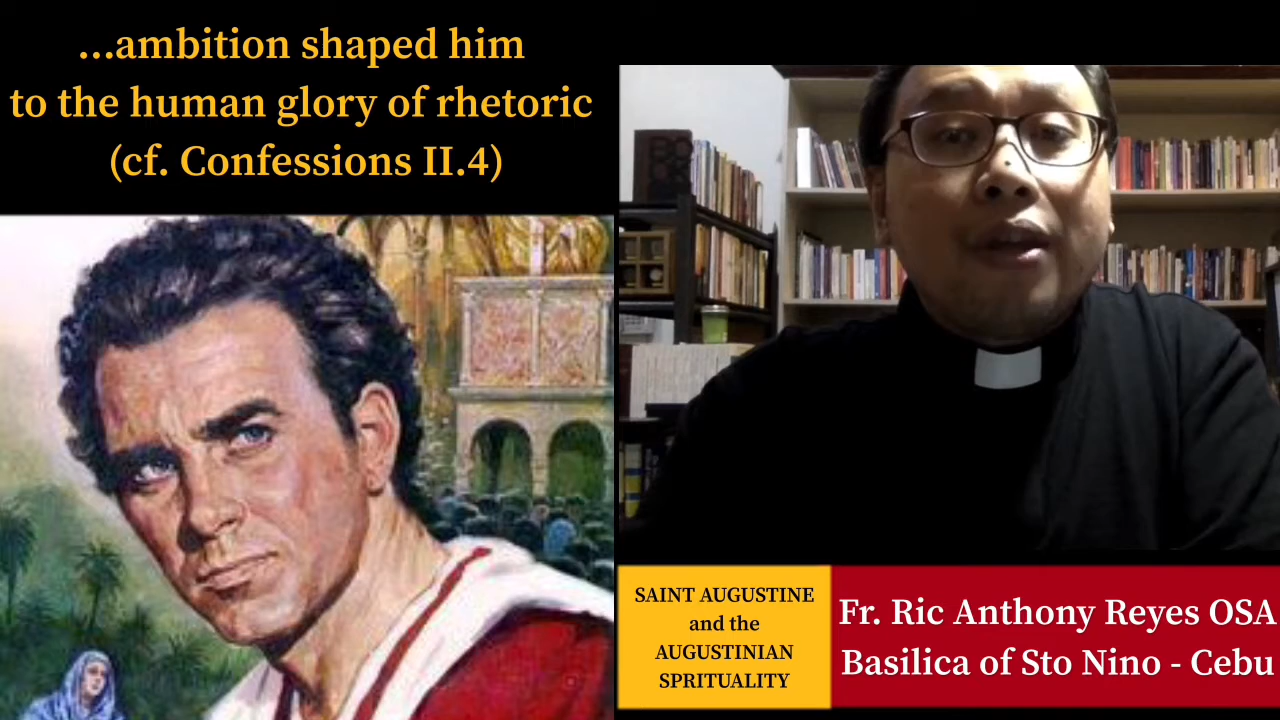 ...ambition shaped him
to the human glory of rhetoric
(cf. Confessions II.4)
SAINT AUGUSTINE
and the
AUGUSTINIAN
SPRITUALITY
Fr. Ric Anthony Reyes OSA
Basilica of Sto Nino - Cebu